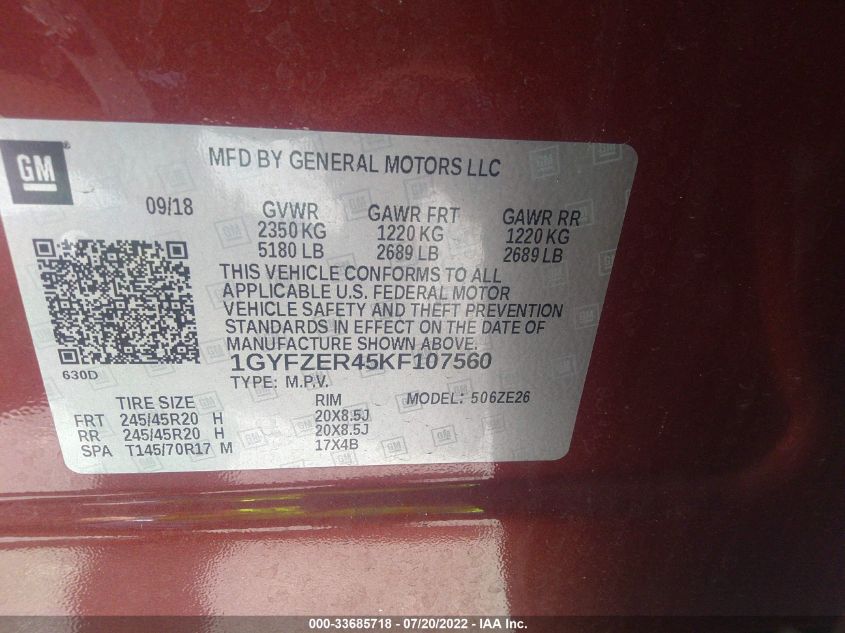 GM
MFD BY GENERAL MOTORS LLC
09/18 GVWR GAWR FRT GAWR RR
2350 KG 1220 KG 1220 KG
5180 LB 2689 LB 2689 LB
THIS VEHICLE CONFORMS TO ALL
APPLICABLE U.S. FEDERAL MOTOR
VEHICLE SAFETY AND THEFT PREVENTION
STANDARDS IN EFFECT ON THE DATE OF
MANUFACTURE SHOWN ABOVE.
630D 1GYFZER45KF107560
TYPE: M.P.V. MODEL: 506ZE26
TIRE SIZE RIM
FRT 245/45R20 H 20X8.5J
RR 245/45R20 H 20X8.5J
SPA T145/70R17 M 17X4B
000-33685718 - 07/20/2022 - IAA Inc.